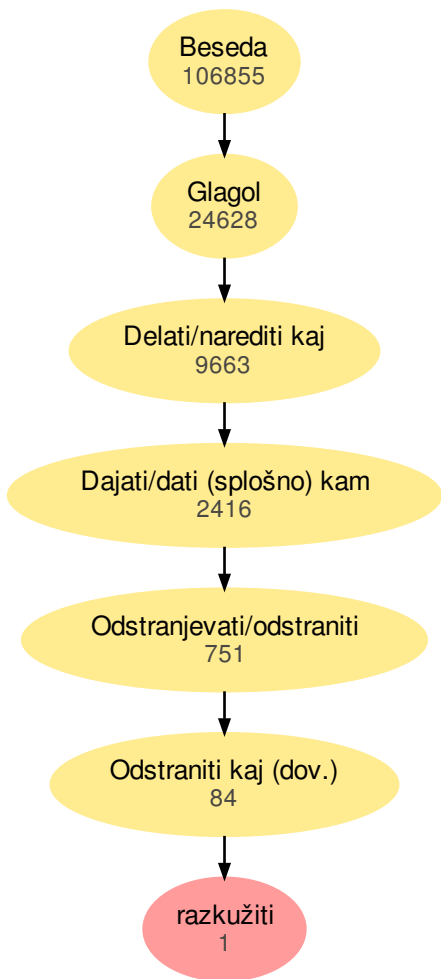 Beseda
106855
Glagol
24628
Delati/narediti kaj
9663
Dajati/dati (splošno) kam
2416
Odstranjevati/odstraniti
751
Odstraniti kaj (dov.)
84
razkužiti
1